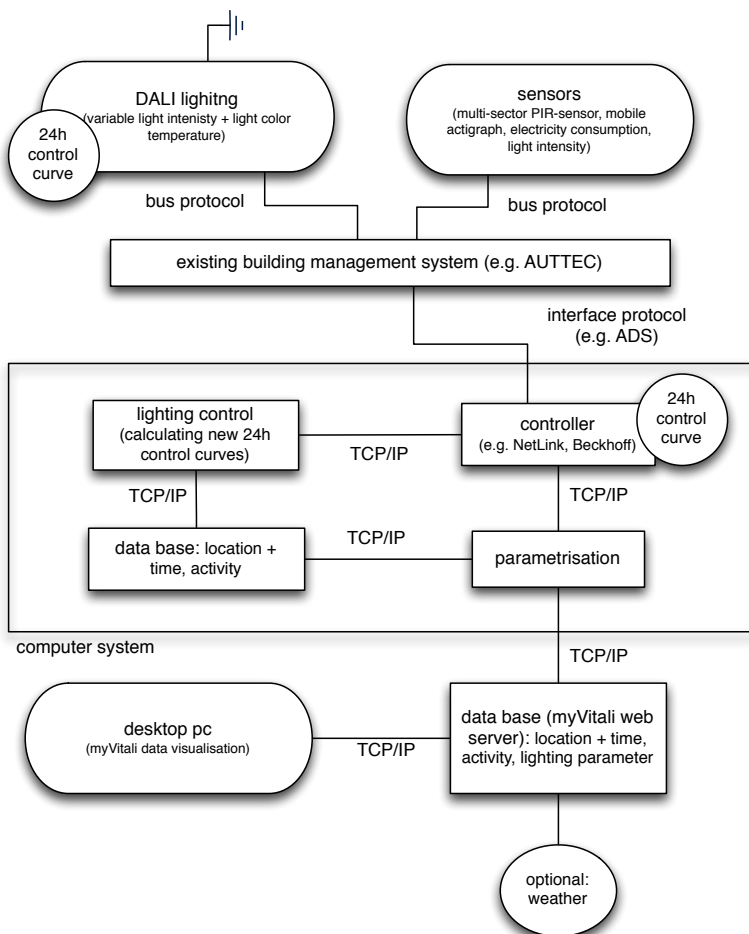 DALI lighitng
(variable light intenisty + light color
temperature)
24h
control
curve
sensors
(multi-sector PIR-sensor, mobile
actigraph, electricity consumption,
light intensity)
bus protocol
bus protocol
existing building management system (e.g. AUTTEC)
interface protocol
(e.g. ADS)
lighting control
(calculating new 24h
control curves)
TCP/IP
controller
(e.g. NetLink, Beckhoff)
24h
control
curve
TCP/IP
TCP/IP
data base: location +
time, activity
TCP/IP
parametrisation
computer system
TCP/IP
desktop pc
(myVitali data visualisation)
TCP/IP
data base (myVitali web
server): location + time,
activity, lighting parameter
optional:
weather